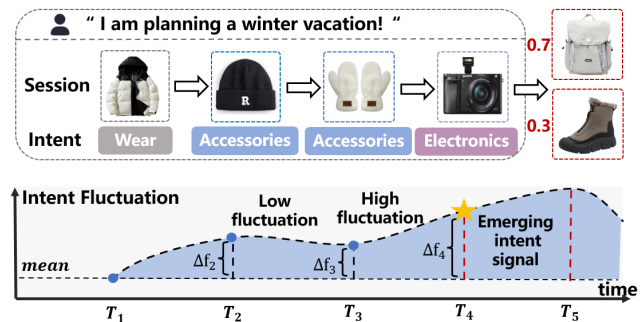 “ I am planning a winter vacation! “
Session
R
0.7
0.3
Intent
Wear
Accessories
Accessories
Electronics
Intent Fluctuation
Low
fluctuation
High
fluctuation
Emerging
intent
signal
Δf₂
Δf₃
Δf₄
mean
time
T₁
T₂
T₃
T₄
T₅